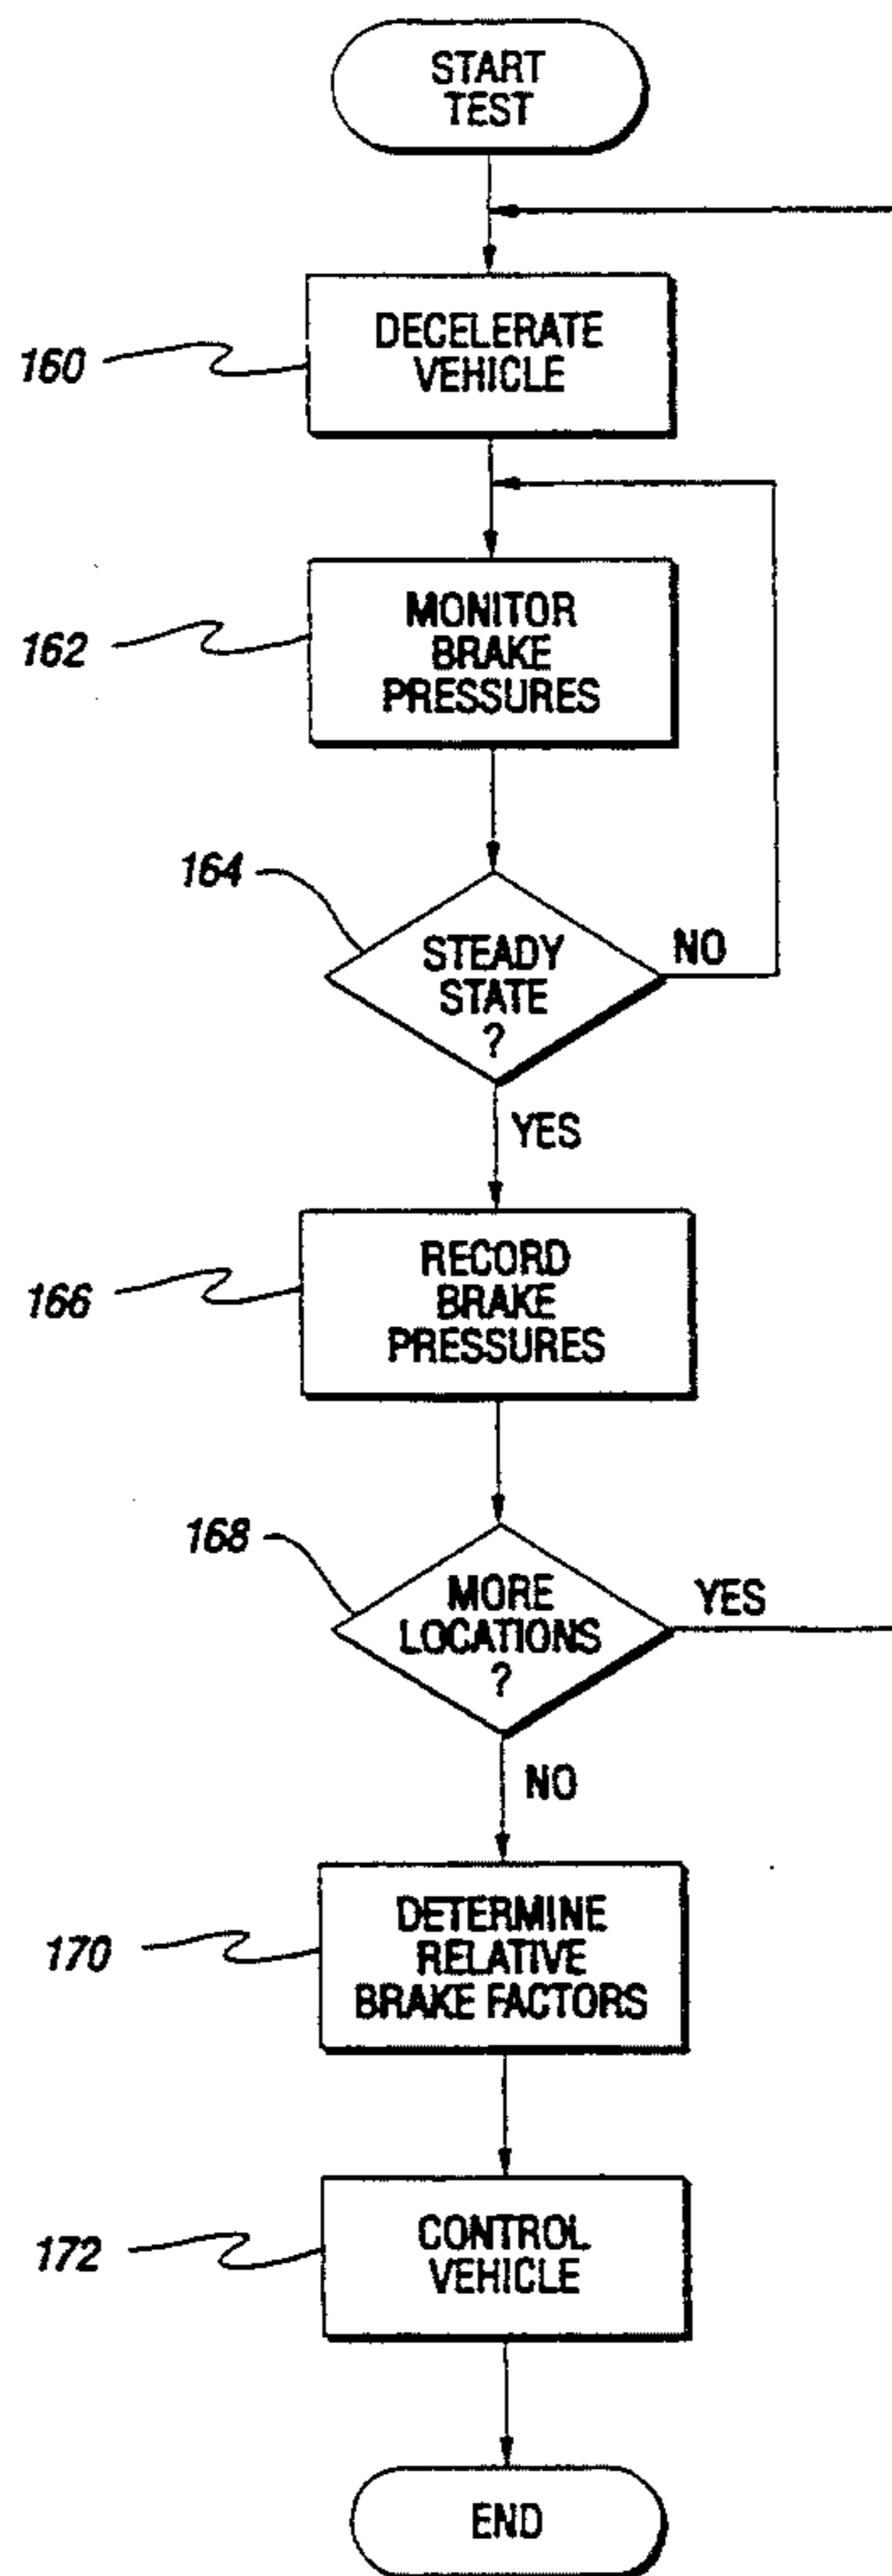 START
TEST
160
DECELERATE
VEHICLE
162
MONITOR
BRAKE
PRESSURES
164
STEADY
STATE
?
NO
YES
166
RECORD
BRAKE
PRESSURES
168
MORE
LOCATIONS
?
YES
NO
170
DETERMINE
RELATIVE
BRAKE FACTORS
172
CONTROL
VEHICLE
END